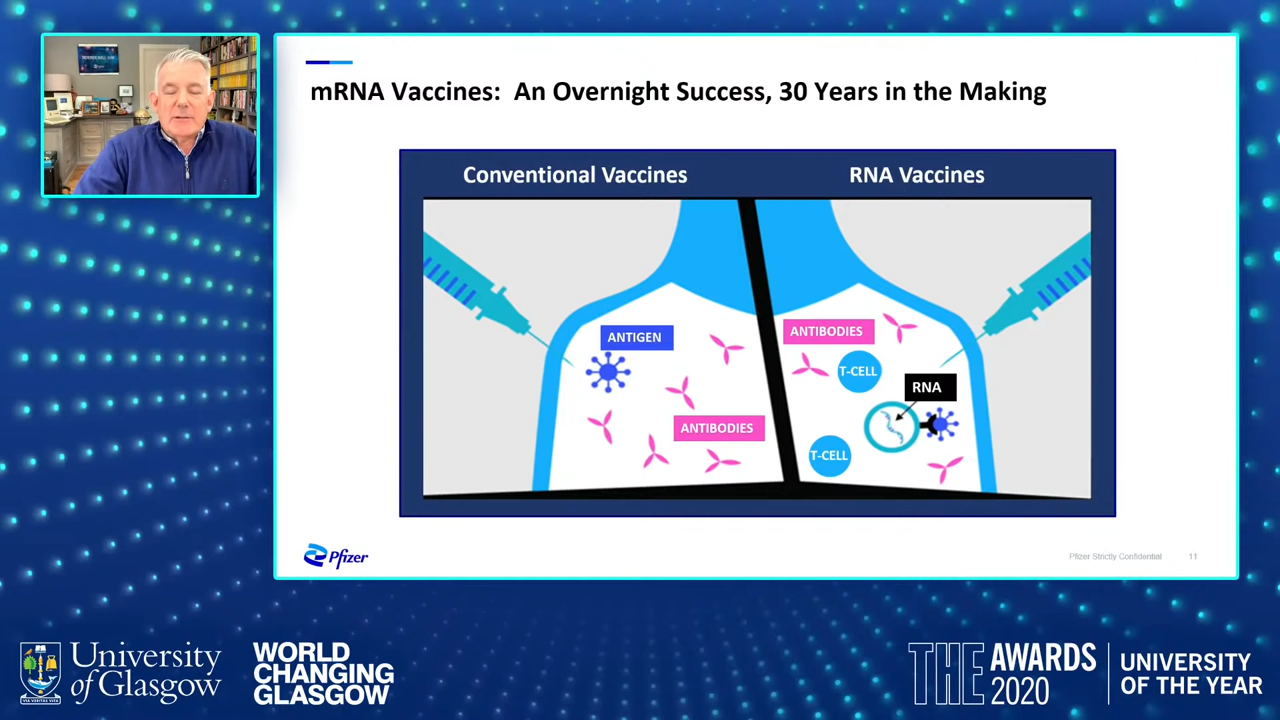 mRNA Vaccines: An Overnight Success, 30 Years in the Making
Conventional Vaccines
RNA Vaccines
ANTIGEN
ANTIBODIES
ANTIBODIES
T-CELL
RNA
T-CELL
Pfizer
Pfizer Strictly Confidential
11
University
of Glasgow
WORLD
CHANGING
GLASGOW
THE AWARDS
2020
UNIVERSITY
OF THE YEAR